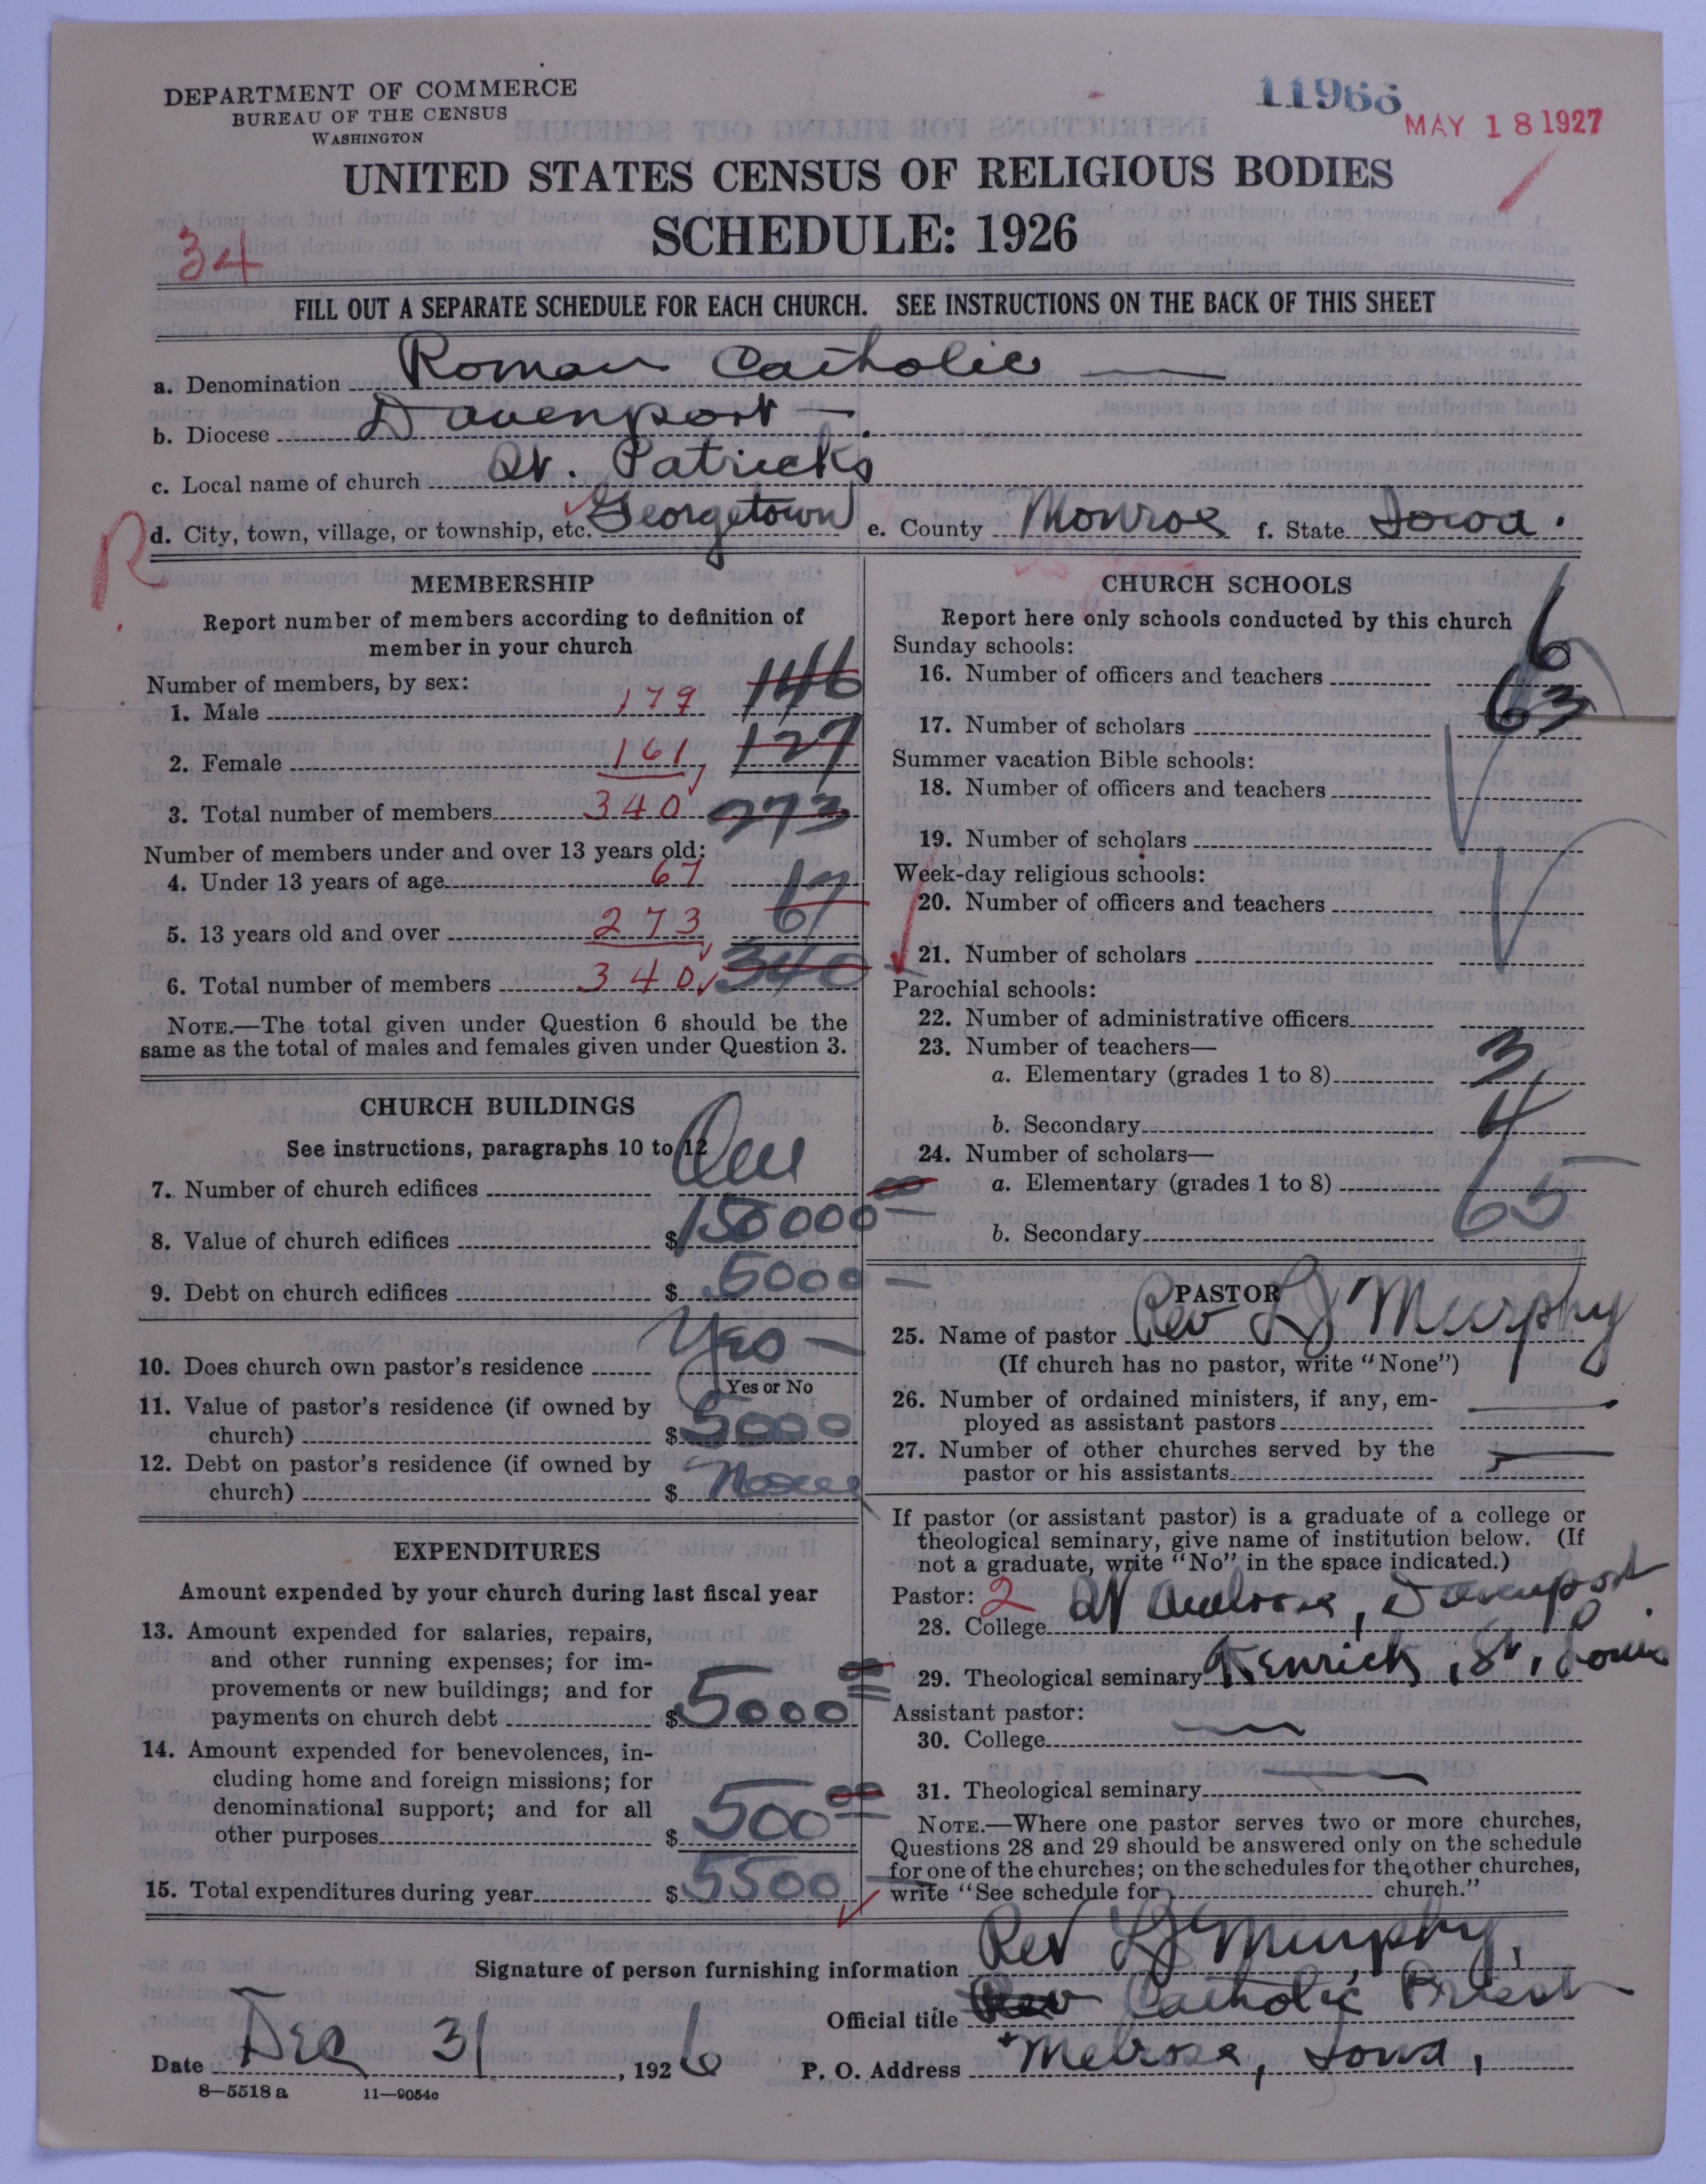 DEPARTMENT OF COMMERCE
BUREAU OF THE CENSUS
WASHINGTON
11966
MAY 18 1927
UNITED STATES CENSUS OF RELIGIOUS BODIES
SCHEDULE: 1926
34
FILL OUT A SEPARATE SCHEDULE FOR EACH CHURCH. SEE INSTRUCTIONS ON THE BACK OF THIS SHEET
a. Denomination Roman Catholic
b. Diocese Davenport
c. Local name of church St. Patricks
R d. City, town, village, or township, etc. Georgetown e. County Monroe f. State Iowa.
MEMBERSHIP
Report number of members according to definition of
member in your church
Number of members, by sex:
1. Male 179 146
2. Female 161 127
3. Total number of members 340 273
Number of members under and over 13 years old:
4. Under 13 years of age 67
5. 13 years old and over 273 67
6. Total number of members 340 340
NOTE.—The total given under Question 6 should be the
same as the total of males and females given under Question 3.
CHURCH BUILDINGS
See instructions, paragraphs 10 to 12
7. Number of church edifices One
8. Value of church edifices $ 150000
9. Debt on church edifices $ 5000
10. Does church own pastor's residence Yes
Yes or No
11. Value of pastor's residence (if owned by
church) $ 5000
12. Debt on pastor's residence (if owned by
church) $ None
EXPENDITURES
Amount expended by your church during last fiscal year
13. Amount expended for salaries, repairs,
and other running expenses; for im-
provements or new buildings; and for
payments on church debt $ 5000 00
14. Amount expended for benevolences, in-
cluding home and foreign missions; for
denominational support; and for all
other purposes $ 500 00
15. Total expenditures during year $ 5500
CHURCH SCHOOLS
Report here only schools conducted by this church
Sunday schools:
16. Number of officers and teachers 6
17. Number of scholars 63
Summer vacation Bible schools:
18. Number of officers and teachers
19. Number of scholars
Week-day religious schools:
20. Number of officers and teachers
21. Number of scholars
Parochial schools:
22. Number of administrative officers
23. Number of teachers—
a. Elementary (grades 1 to 8) 3
b. Secondary 4
24. Number of scholars—
a. Elementary (grades 1 to 8) 65
b. Secondary
PASTOR
25. Name of pastor Rev L J Murphy
(If church has no pastor, write "None")
26. Number of ordained ministers, if any, em-
ployed as assistant pastors
27. Number of other churches served by the
pastor or his assistants
If pastor (or assistant pastor) is a graduate of a college or
theological seminary, give name of institution below. (If
not a graduate, write "No" in the space indicated.)
Pastor: 2
28. College St Ambrose, Davenport
29. Theological seminary Kenrick, St, Louis
Assistant pastor:
30. College
31. Theological seminary
NOTE.—Where one pastor serves two or more churches,
Questions 28 and 29 should be answered only on the schedule
for one of the churches; on the schedules for the other churches,
write "See schedule for church."
Signature of person furnishing information Rev L J Murphy,
Official title Rev Catholic Priest
Date Dec 31, 1926 P. O. Address Melrose, Iowa,
8—5518 a 11—9054c